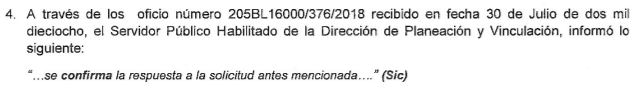 4. A través de los oficio número 205BL16000/376/2018 recibido en fecha 30 de Julio de dos mil
dieciocho, el Servidor Público Habilitado de la Dirección de Planeación y Vinculación, informó lo
siguiente:
"…se confirma la respuesta a la solicitud antes mencionada…." (Sic)